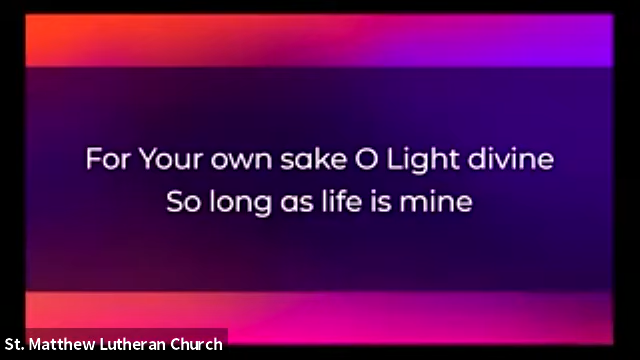 For Your own sake O Light divine
So long as life is mine
St. Matthew Lutheran Church